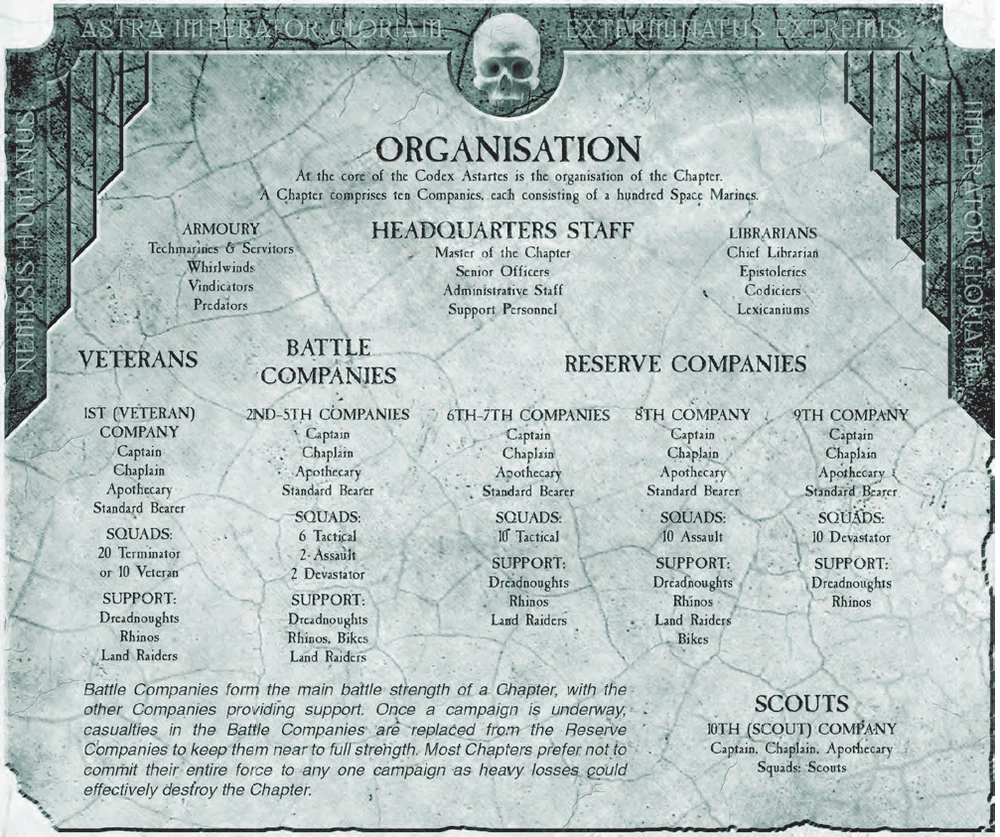 ASTRA IMPERATOR GLORIAM
EXTERMINATUS EXTREMIS
NEMESIS HUMANUS
ORGANISATION
At the core of the Codex Astartes is the organisation of the Chapter.
A Chapter comprises ten Companies, each consisting of a hundred Space Marines.
ARMOURY
Techmarines & Servitors
Whirlwinds
Vindicators
Predators
HEADQUARTERS STAFF
Master of the Chapter
Senior Officers
Administrative Staff
Support Personnel
LIBRARIANS
Chief Librarian
Epistoleries
Codiciers
Lexicaniums
VETERANS
1ST (VETERAN)
COMPANY
Captain
Chaplain
Apothecary
Standard Bearer
SQUADS:
20 Terminator
or 10 Veteran
SUPPORT:
Dreadnoughts
Rhinos
Land Raiders
BATTLE
COMPANIES
2ND-5TH COMPANIES
Captain
Chaplain
Apothecary
Standard Bearer
SQUADS:
6 Tactical
2 Assault
2 Devastator
SUPPORT:
Dreadnoughts
Rhinos, Bikes
Land Raiders
RESERVE COMPANIES
6TH-7TH COMPANIES
Captain
Chaplain
Apothecary
Standard Bearer
SQUADS:
10 Tactical
SUPPORT:
Dreadnoughts
Rhinos
Land Raiders
8TH COMPANY
Captain
Chaplain
Apothecary
Standard Bearer
SQUADS:
10 Assault
SUPPORT:
Dreadnoughts
Rhinos
Land Raiders
Bikes
9TH COMPANY
Captain
Chaplain
Apothecary
Standard Bearer
SQUADS:
10 Devastator
SUPPORT:
Dreadnoughts
Rhinos
Battle Companies form the main battle strength of a Chapter, with the
other Companies providing support. Once a campaign is underway,
casualties in the Battle Companies are replaced from the Reserve
Companies to keep them near to full strength. Most Chapters prefer not to
commit their entire force to any one campaign as heavy losses could
effectively destroy the Chapter.
SCOUTS
10TH (SCOUT) COMPANY
Captain, Chaplain, Apothecary
Squads: Scouts